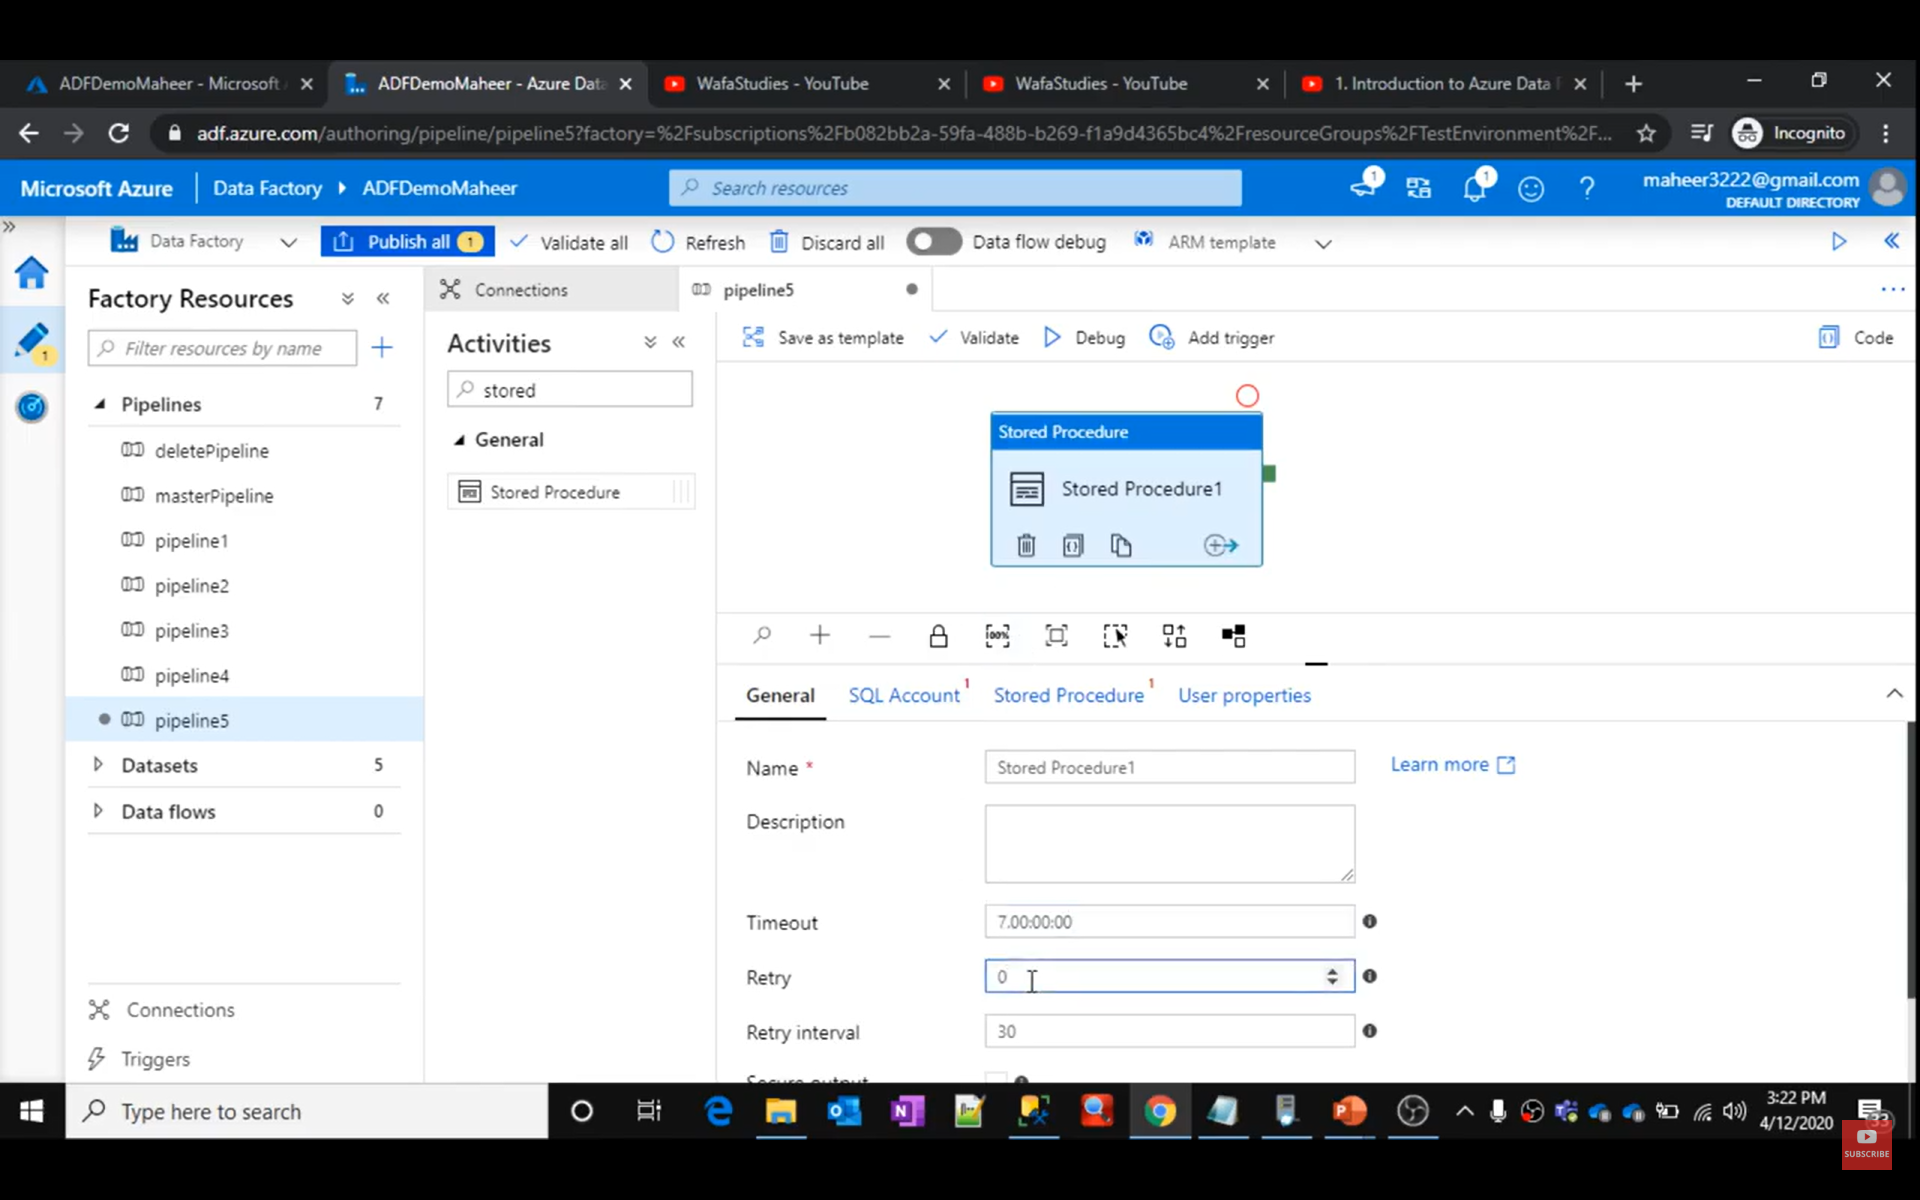 ADFDemoMaheer - Microsoft
ADFDemoMaheer - Azure Data
WafaStudies - YouTube
WafaStudies - YouTube
1. Introduction to Azure Data
adf.azure.com/authoring/pipeline/pipeline5?factory=%2Fsubscriptions%2Fb082bb2a-59fa-488b-b269-f1a9d4365bc4%2FresourceGroups%2FTestEnvironment%2F...
Incognito
Microsoft Azure
Data Factory
ADFDemoMaheer
Search resources
1
1
?
maheer3222@gmail.com
DEFAULT DIRECTORY
Data Factory
Publish all 1
Validate all
Refresh
Discard all
Data flow debug
ARM template
Factory Resources
Filter resources by name
1
Pipelines 7
deletePipeline
masterPipeline
pipeline1
pipeline2
pipeline3
pipeline4
pipeline5
Datasets 5
Data flows 0
Connections
Triggers
Connections
pipeline5
Activities
stored
General
Stored Procedure
Save as template
Validate
Debug
Add trigger
Code
Stored Procedure
Stored Procedure1
100%
General
SQL Account 1
Stored Procedure 1
User properties
Name *
Stored Procedure1
Learn more
Description
Timeout
7.00:00:00
Retry
0
Retry interval
30
Secure output
Type here to search
3:22 PM
4/12/2020
33
SUBSCRIBE